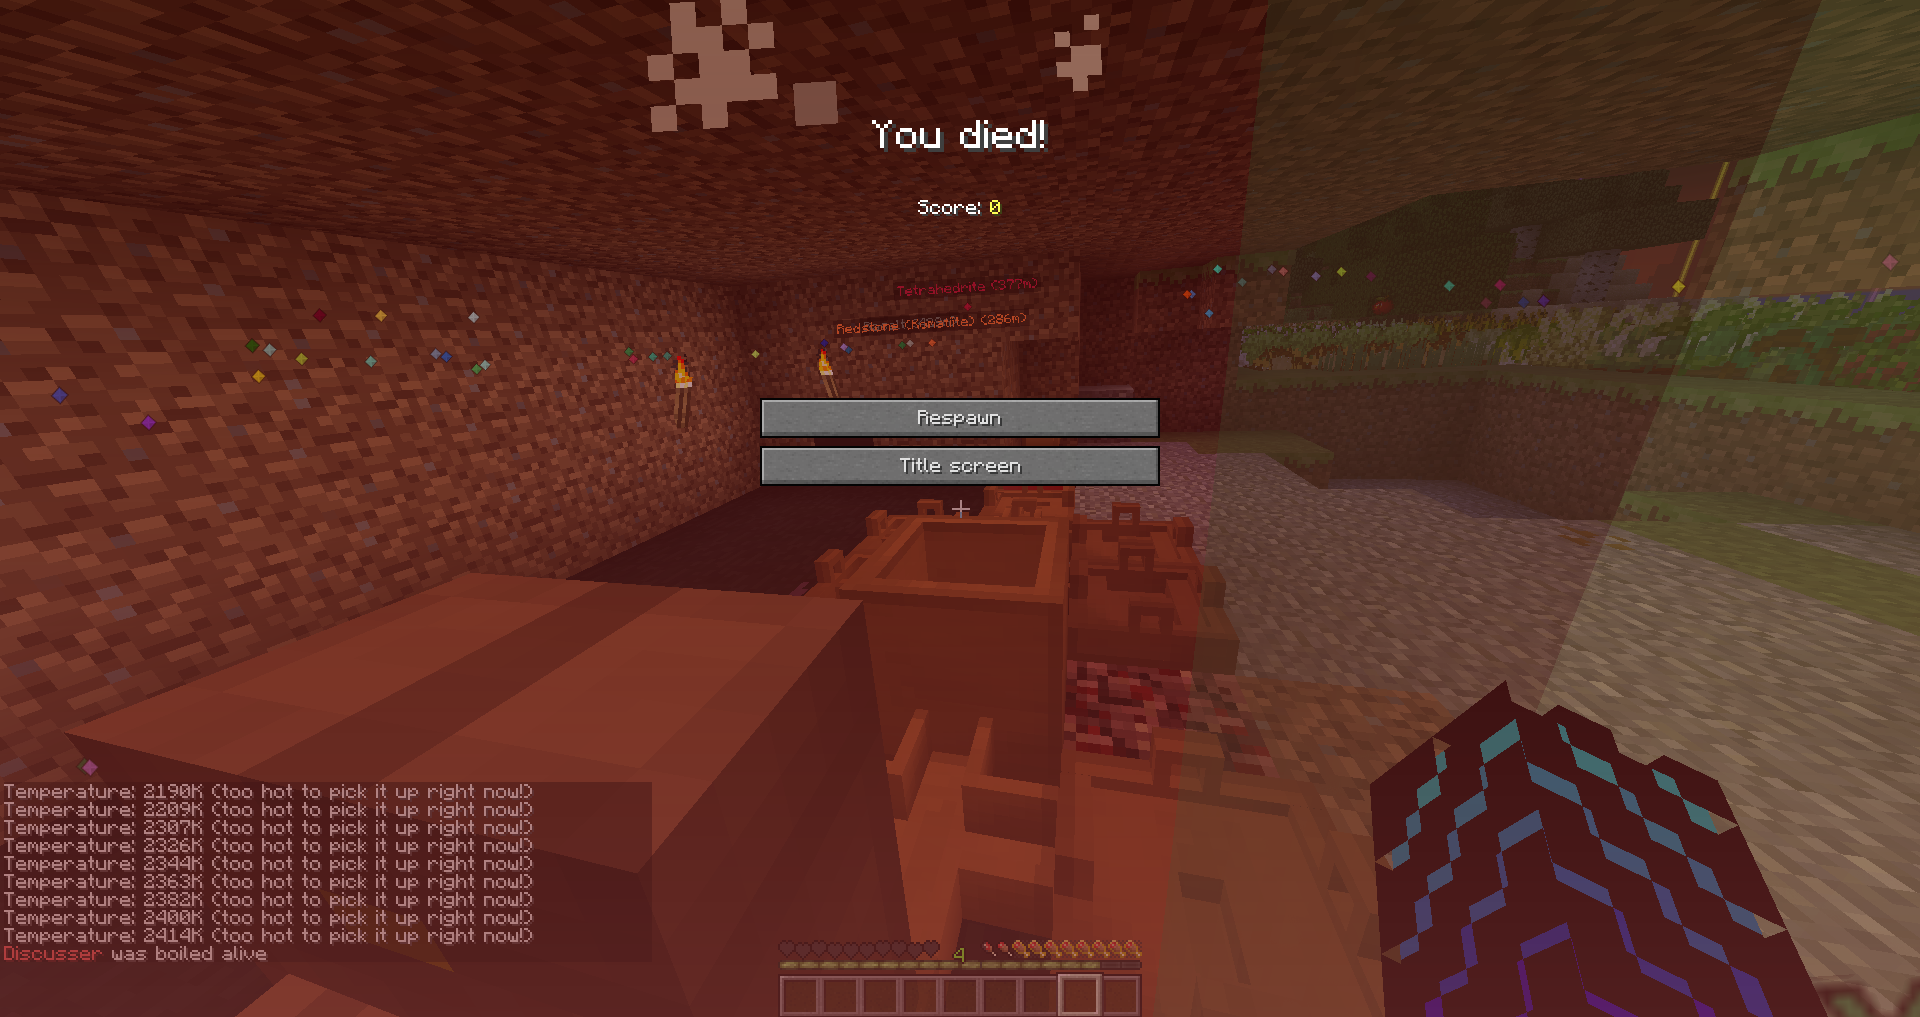 You died!
Score: 0
Tetrahedrite (377m)
(286m)
Respawn
Title screen
Temperature: 2190K (too hot to pick it up right now!)
Temperature: 2209K (too hot to pick it up right now!)
Temperature: 2307K (too hot to pick it up right now!)
Temperature: 2326K (too hot to pick it up right now!)
Temperature: 2344K (too hot to pick it up right now!)
Temperature: 2363K (too hot to pick it up right now!)
Temperature: 2382K (too hot to pick it up right now!)
Temperature: 2400K (too hot to pick it up right now!)
Temperature: 2414K (too hot to pick it up right now!)
Discusser was boiled alive
4